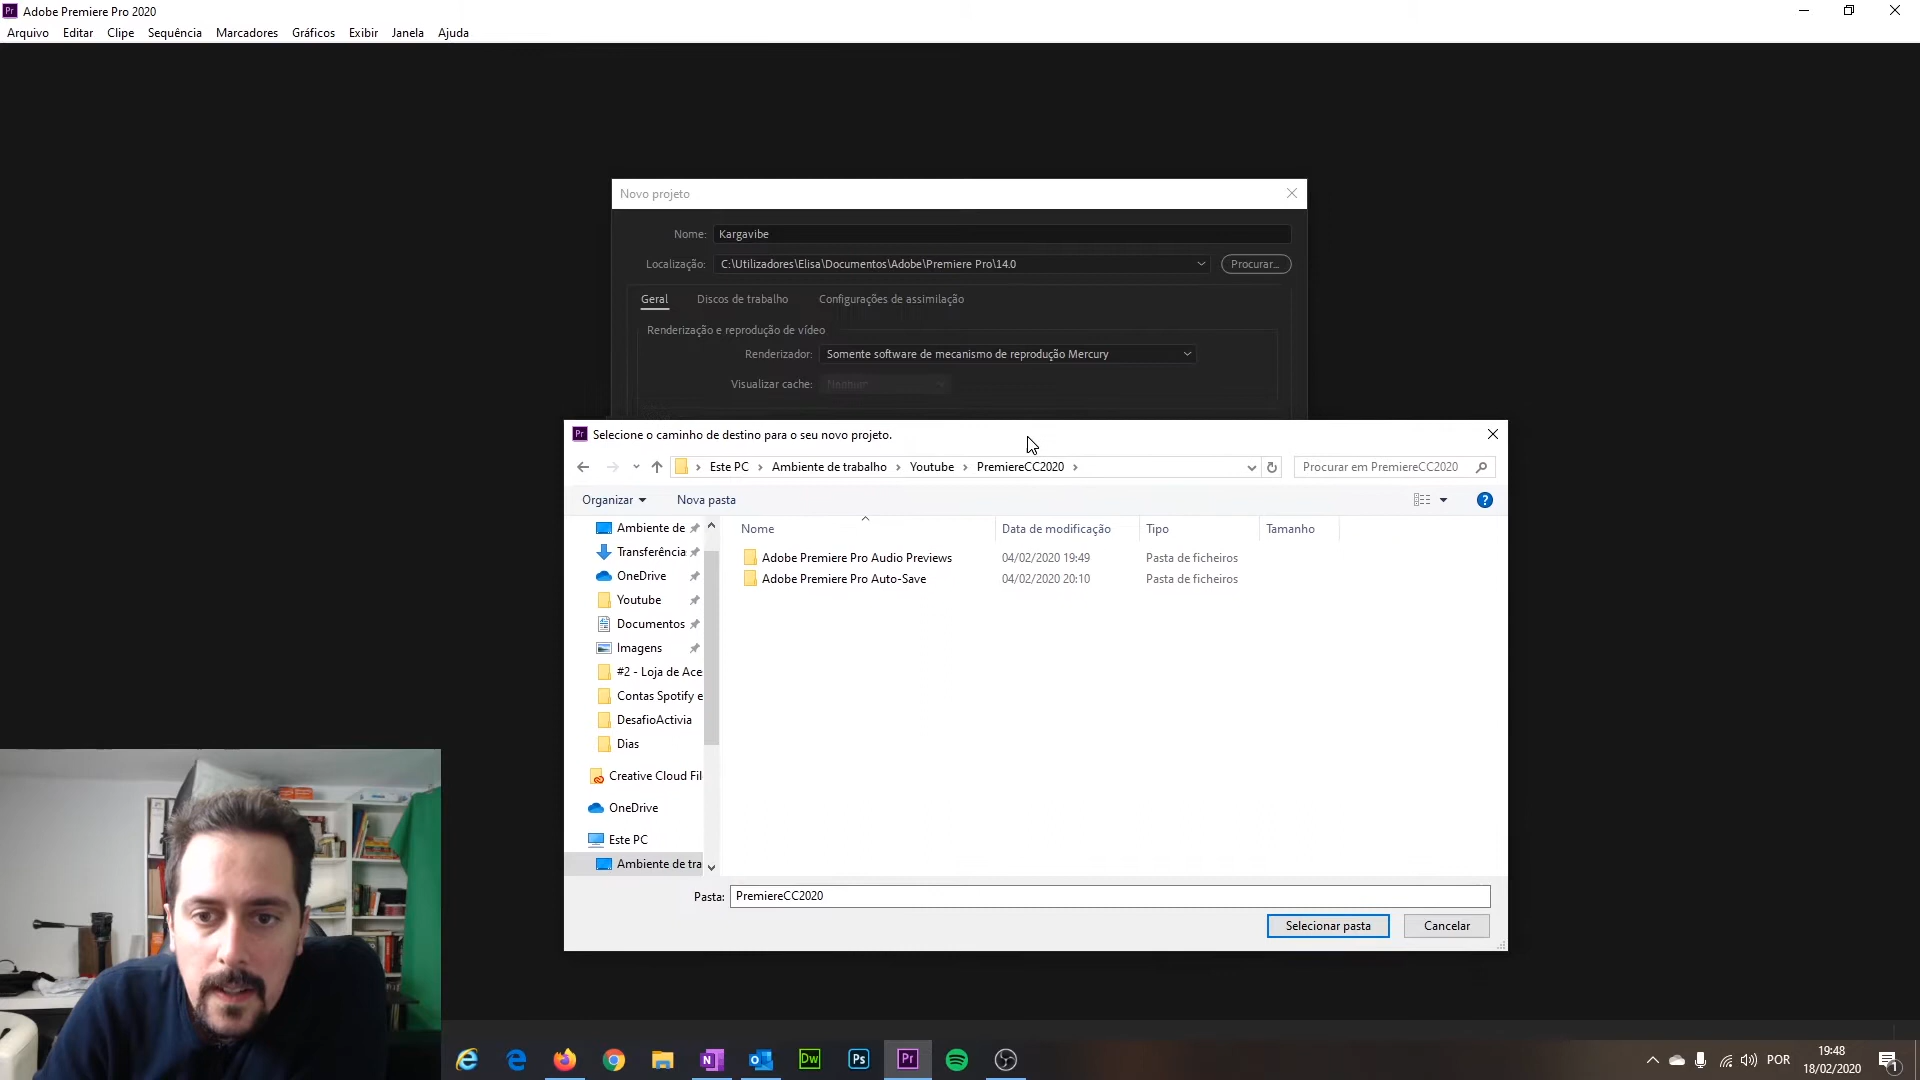 Pr Adobe Premiere Pro 2020
Arquivo Editar Clipe Sequência Marcadores Gráficos Exibir Janela Ajuda
Novo projeto
Nome: Kargavibe
Localização: C:\Utilizadores\Elisa\Documentos\Adobe\Premiere Pro\14.0 Procurar...
Geral Discos de trabalho Configurações de assimilação
Renderização e reprodução de vídeo
Renderizador: Somente software de mecanismo de reprodução Mercury
Visualizar cache: Nenhum
Pr Selecione o caminho de destino para o seu novo projeto.
Este PC Ambiente de trabalho Youtube PremiereCC2020 Procurar em PremiereCC2020
Organizar Nova pasta ?
Nome Data de modificação Tipo Tamanho
Adobe Premiere Pro Audio Previews 04/02/2020 19:49 Pasta de ficheiros
Adobe Premiere Pro Auto-Save 04/02/2020 20:10 Pasta de ficheiros
Ambiente de
Transferência
OneDrive
Youtube
Documentos
Imagens
#2 - Loja de Ace
Contas Spotify e
DesafioActivia
Dias
Creative Cloud Fil
OneDrive
Este PC
Ambiente de tra
Pasta: PremiereCC2020
Selecionar pasta Cancelar
N Dw Ps Pr POR 19:48
18/02/2020 1